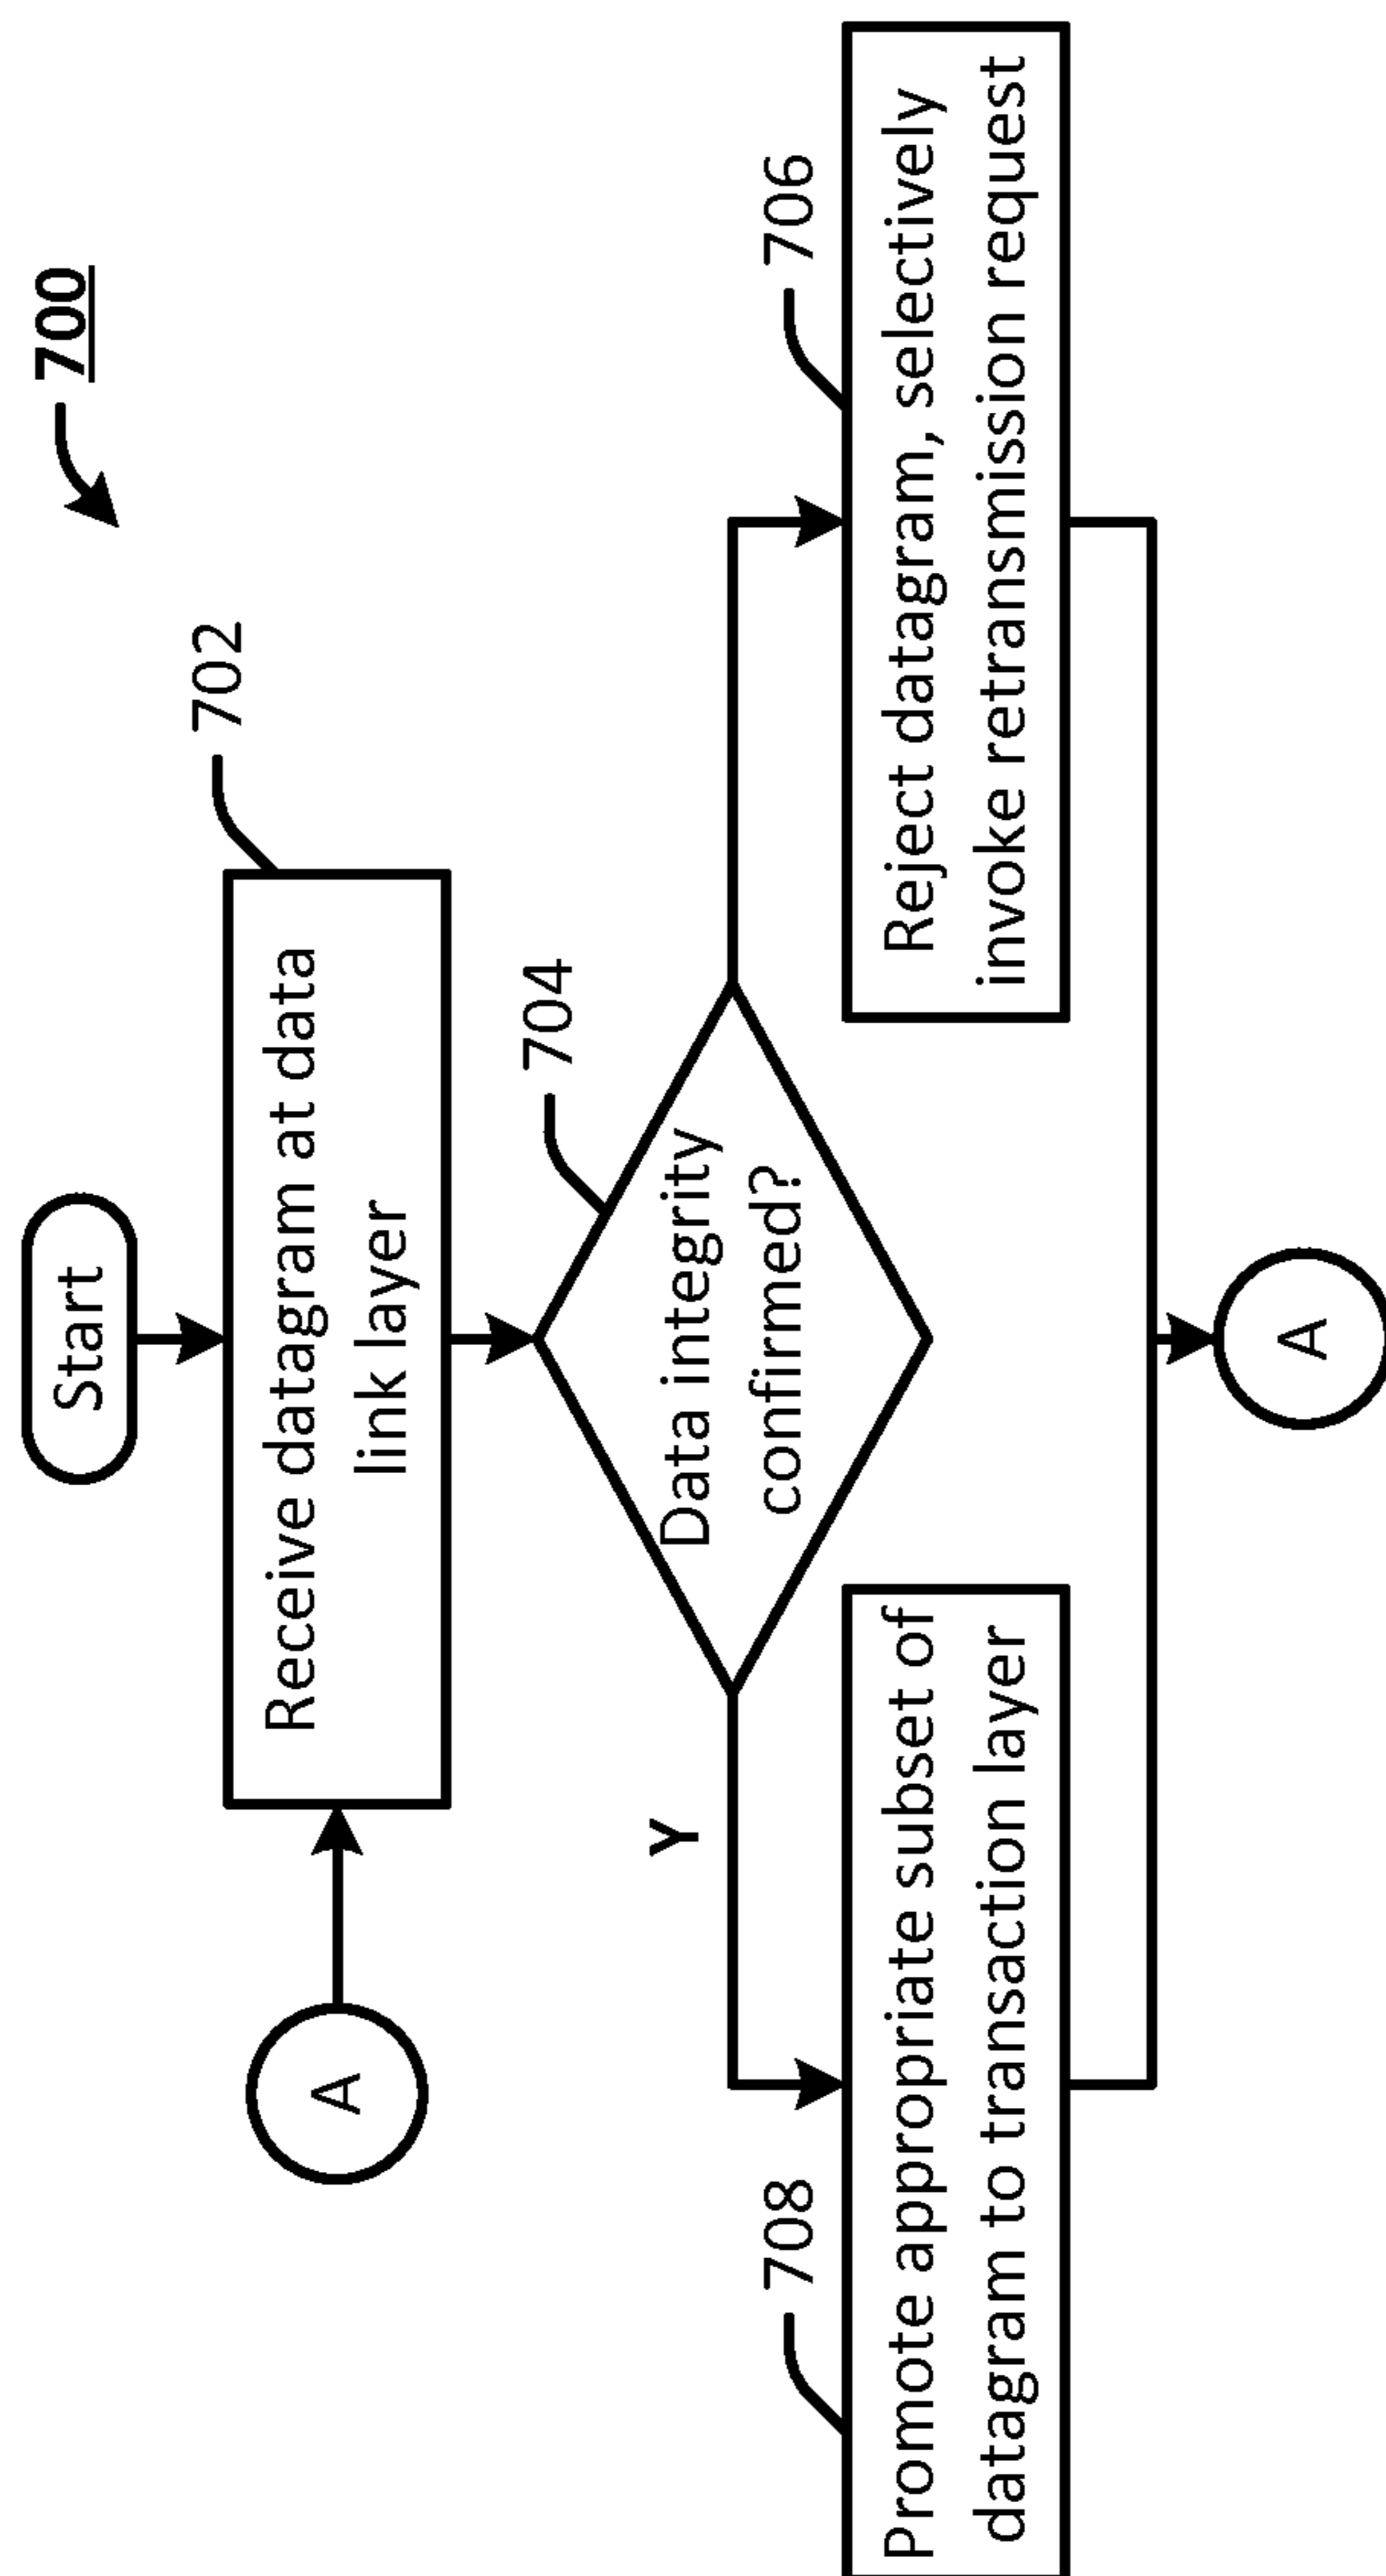 700
Start
702
A
Receive datagram at data
link layer
704
Data integrity
confirmed?
Y
708
Promote appropriate subset of
datagram to transaction layer
706
Reject datagram, selectively
invoke retransmission request
A